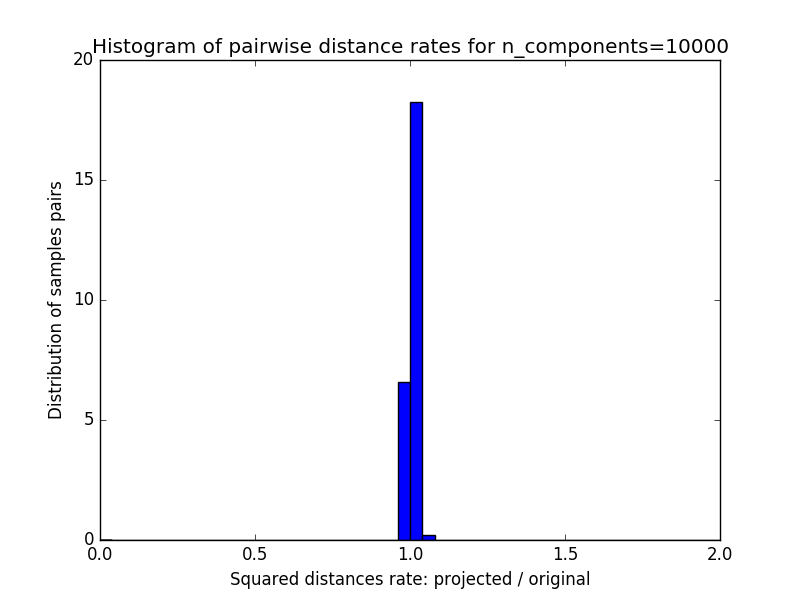 Histogram of pairwise distance rates for n_components=10000
20
15
10
5
0
Distribution of samples pairs
0.0 0.5 1.0 1.5 2.0
Squared distances rate: projected / original